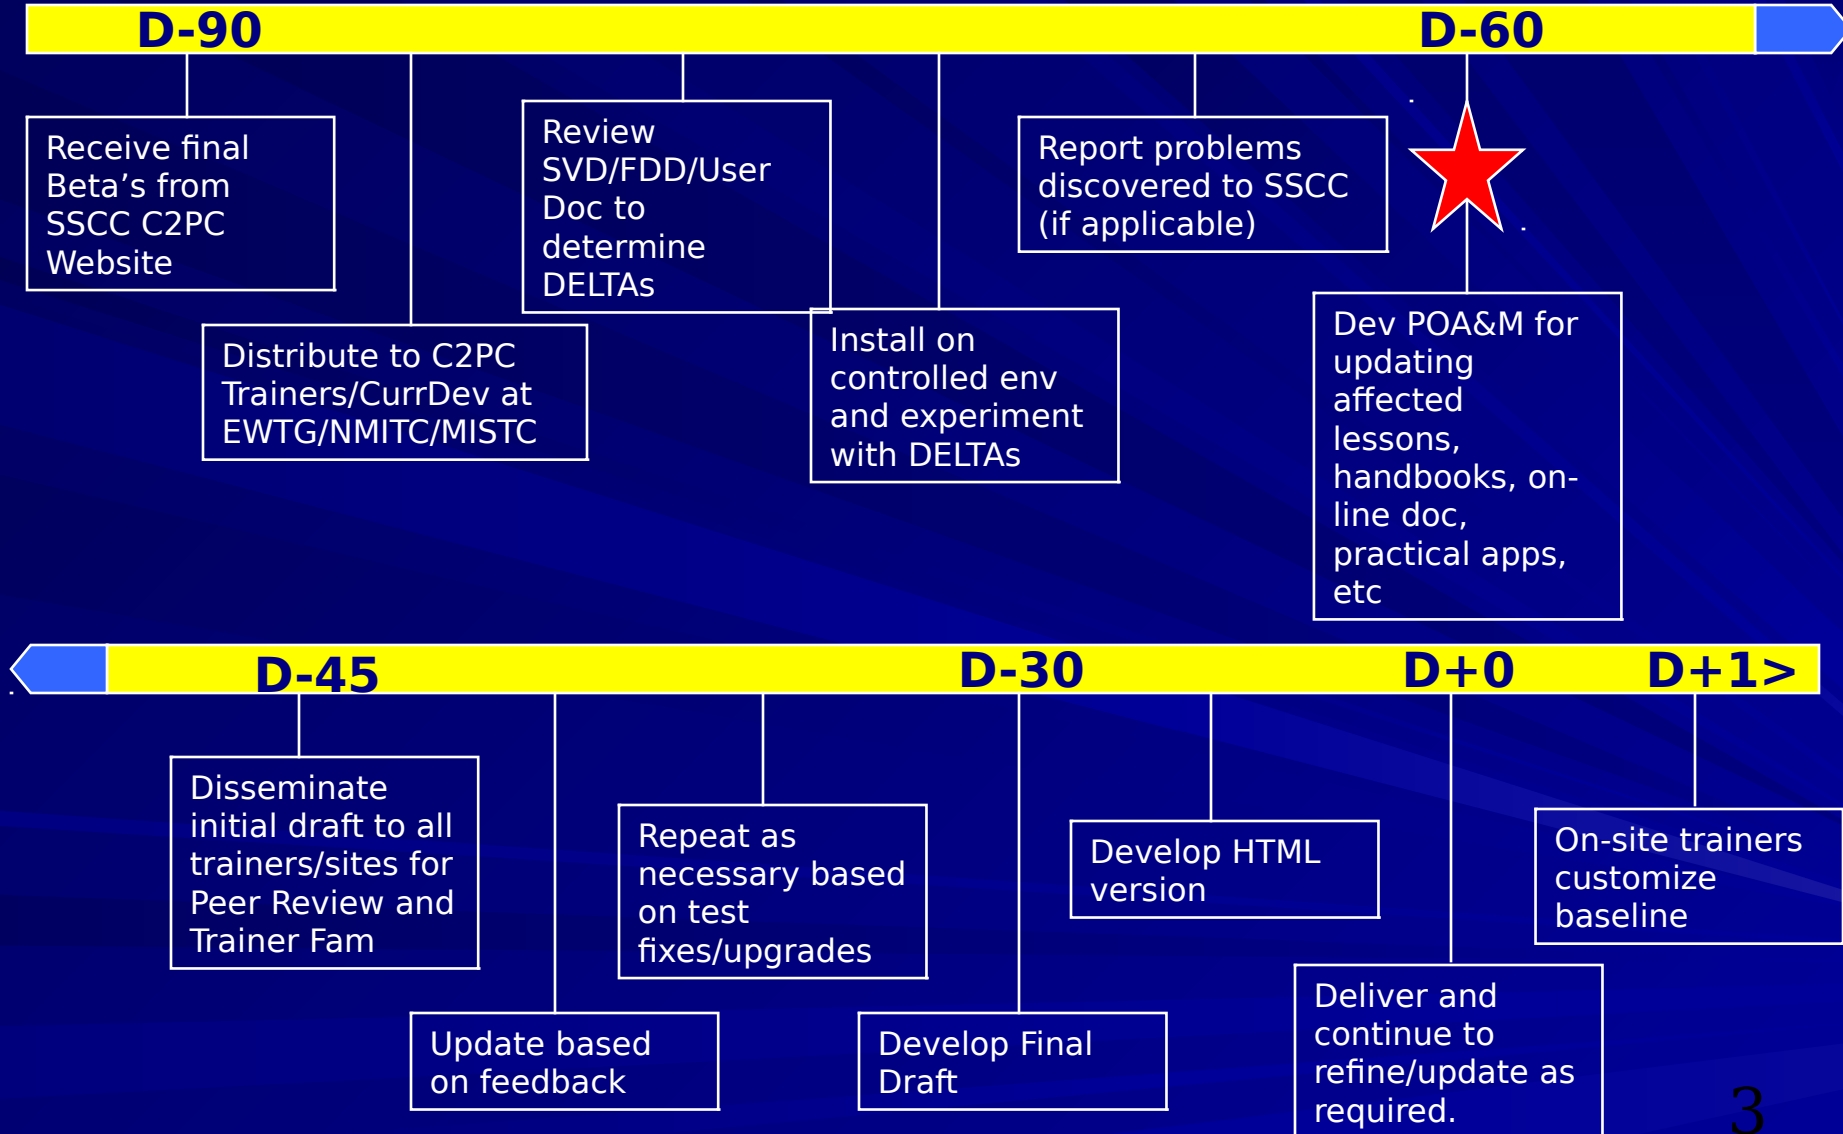 D-90
D-60
Receive final
Beta’s from
SSCC C2PC
Website
Distribute to C2PC
Trainers/CurrDev at
EWTG/NMITC/MISTC
Review
SVD/FDD/User
Doc to
determine
DELTAs
Install on
controlled env
and experiment
with DELTAs
Report problems
discovered to SSCC
(if applicable)
Dev POA&M for
updating
affected
lessons,
handbooks, on-
line doc,
practical apps,
etc
D-45
D-30
D+0
D+1>
Disseminate
initial draft to all
trainers/sites for
Peer Review and
Trainer Fam
Update based
on feedback
Repeat as
necessary based
on test
fixes/upgrades
Develop Final
Draft
Develop HTML
version
Deliver and
continue to
refine/update as
required.
On-site trainers
customize
baseline
3